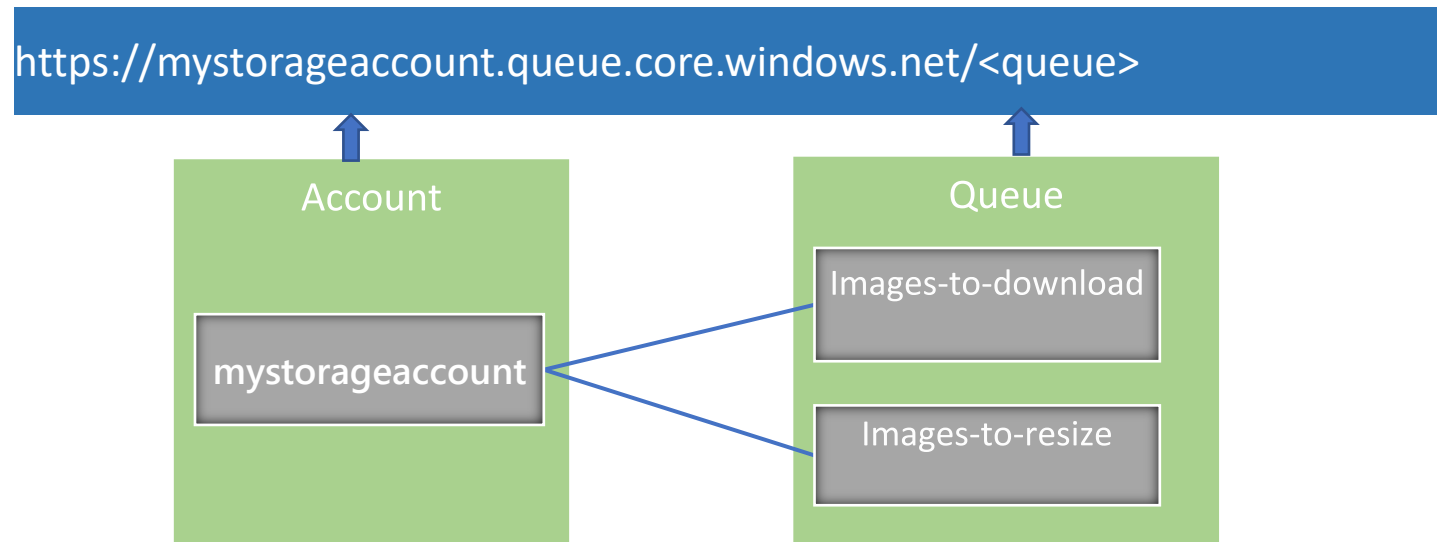 https://mystorageaccount.queue.core.windows.net/<queue>
Account
mystorageaccount
Queue
Images-to-download
Images-to-resize